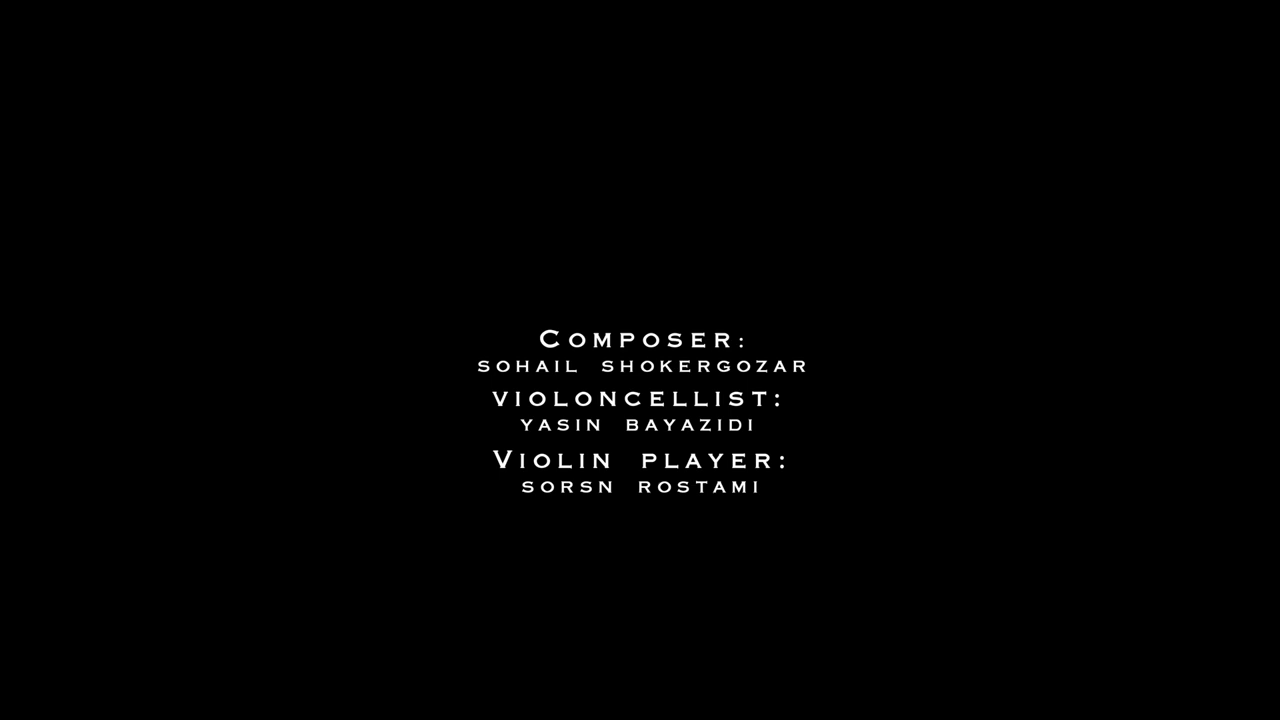 Composer:
SOHAIL SHOKERGOZAR
VIOLONCELLIST:
YASIN BAYAZIDI
Violin player:
SORSN ROSTAMI